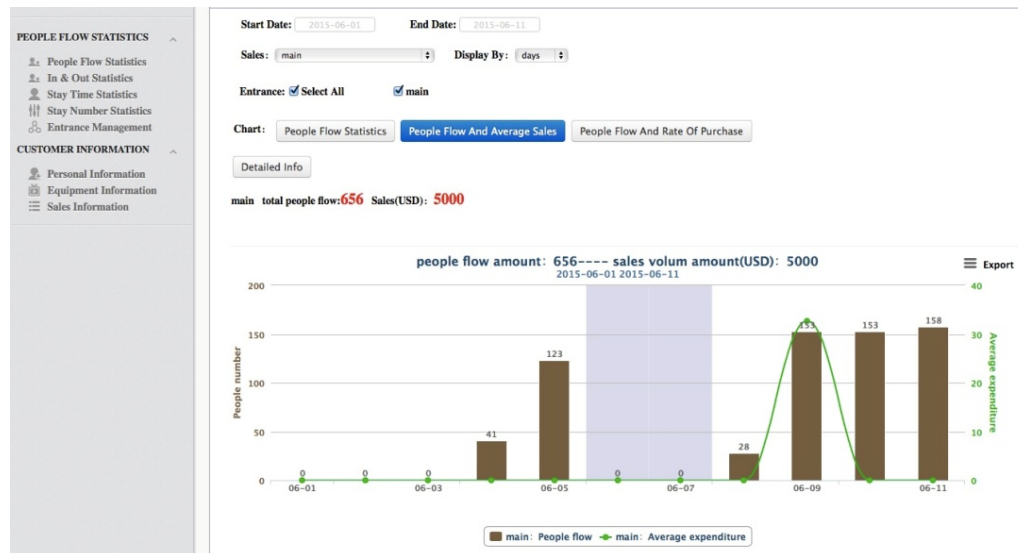 PEOPLE FLOW STATISTICS
People Flow Statistics
In & Out Statistics
Stay Time Statistics
Stay Number Statistics
Entrance Management
CUSTOMER INFORMATION
Personal Information
Equipment Information
Sales Information
Start Date: 2015-06-01 End Date: 2015-06-11
Sales: main Display By: days
Entrance: Select All main
Chart: People Flow Statistics People Flow And Average Sales People Flow And Rate Of Purchase
Detailed Info
main total people flow:656 Sales(USD): 5000
people flow amount: 656---- sales volum amount(USD): 5000
2015-06-01 2015-06-11
Export
People number
200
150
100
50
0
0 0 0 41 123 0 0 28 153 153 158
06-01 06-03 06-05 06-07 06-09 06-11
40
30
20
10
0
Average expenditure
main: People flow main: Average expenditure